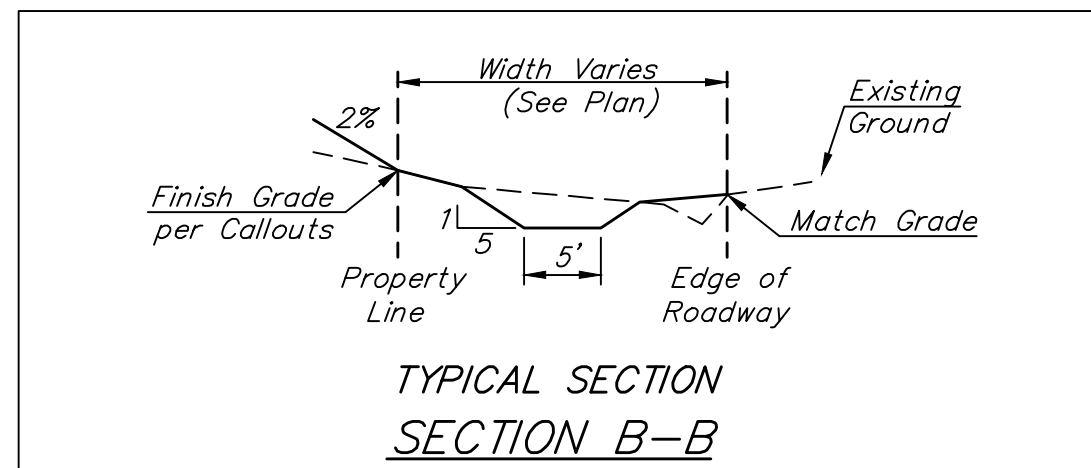 Width Varies
(See Plan)
2%
Existing
Ground
Finish Grade
per Callouts
1
5
5'
Match Grade
Property
Line
Edge of
Roadway
TYPICAL SECTION
SECTION B-B